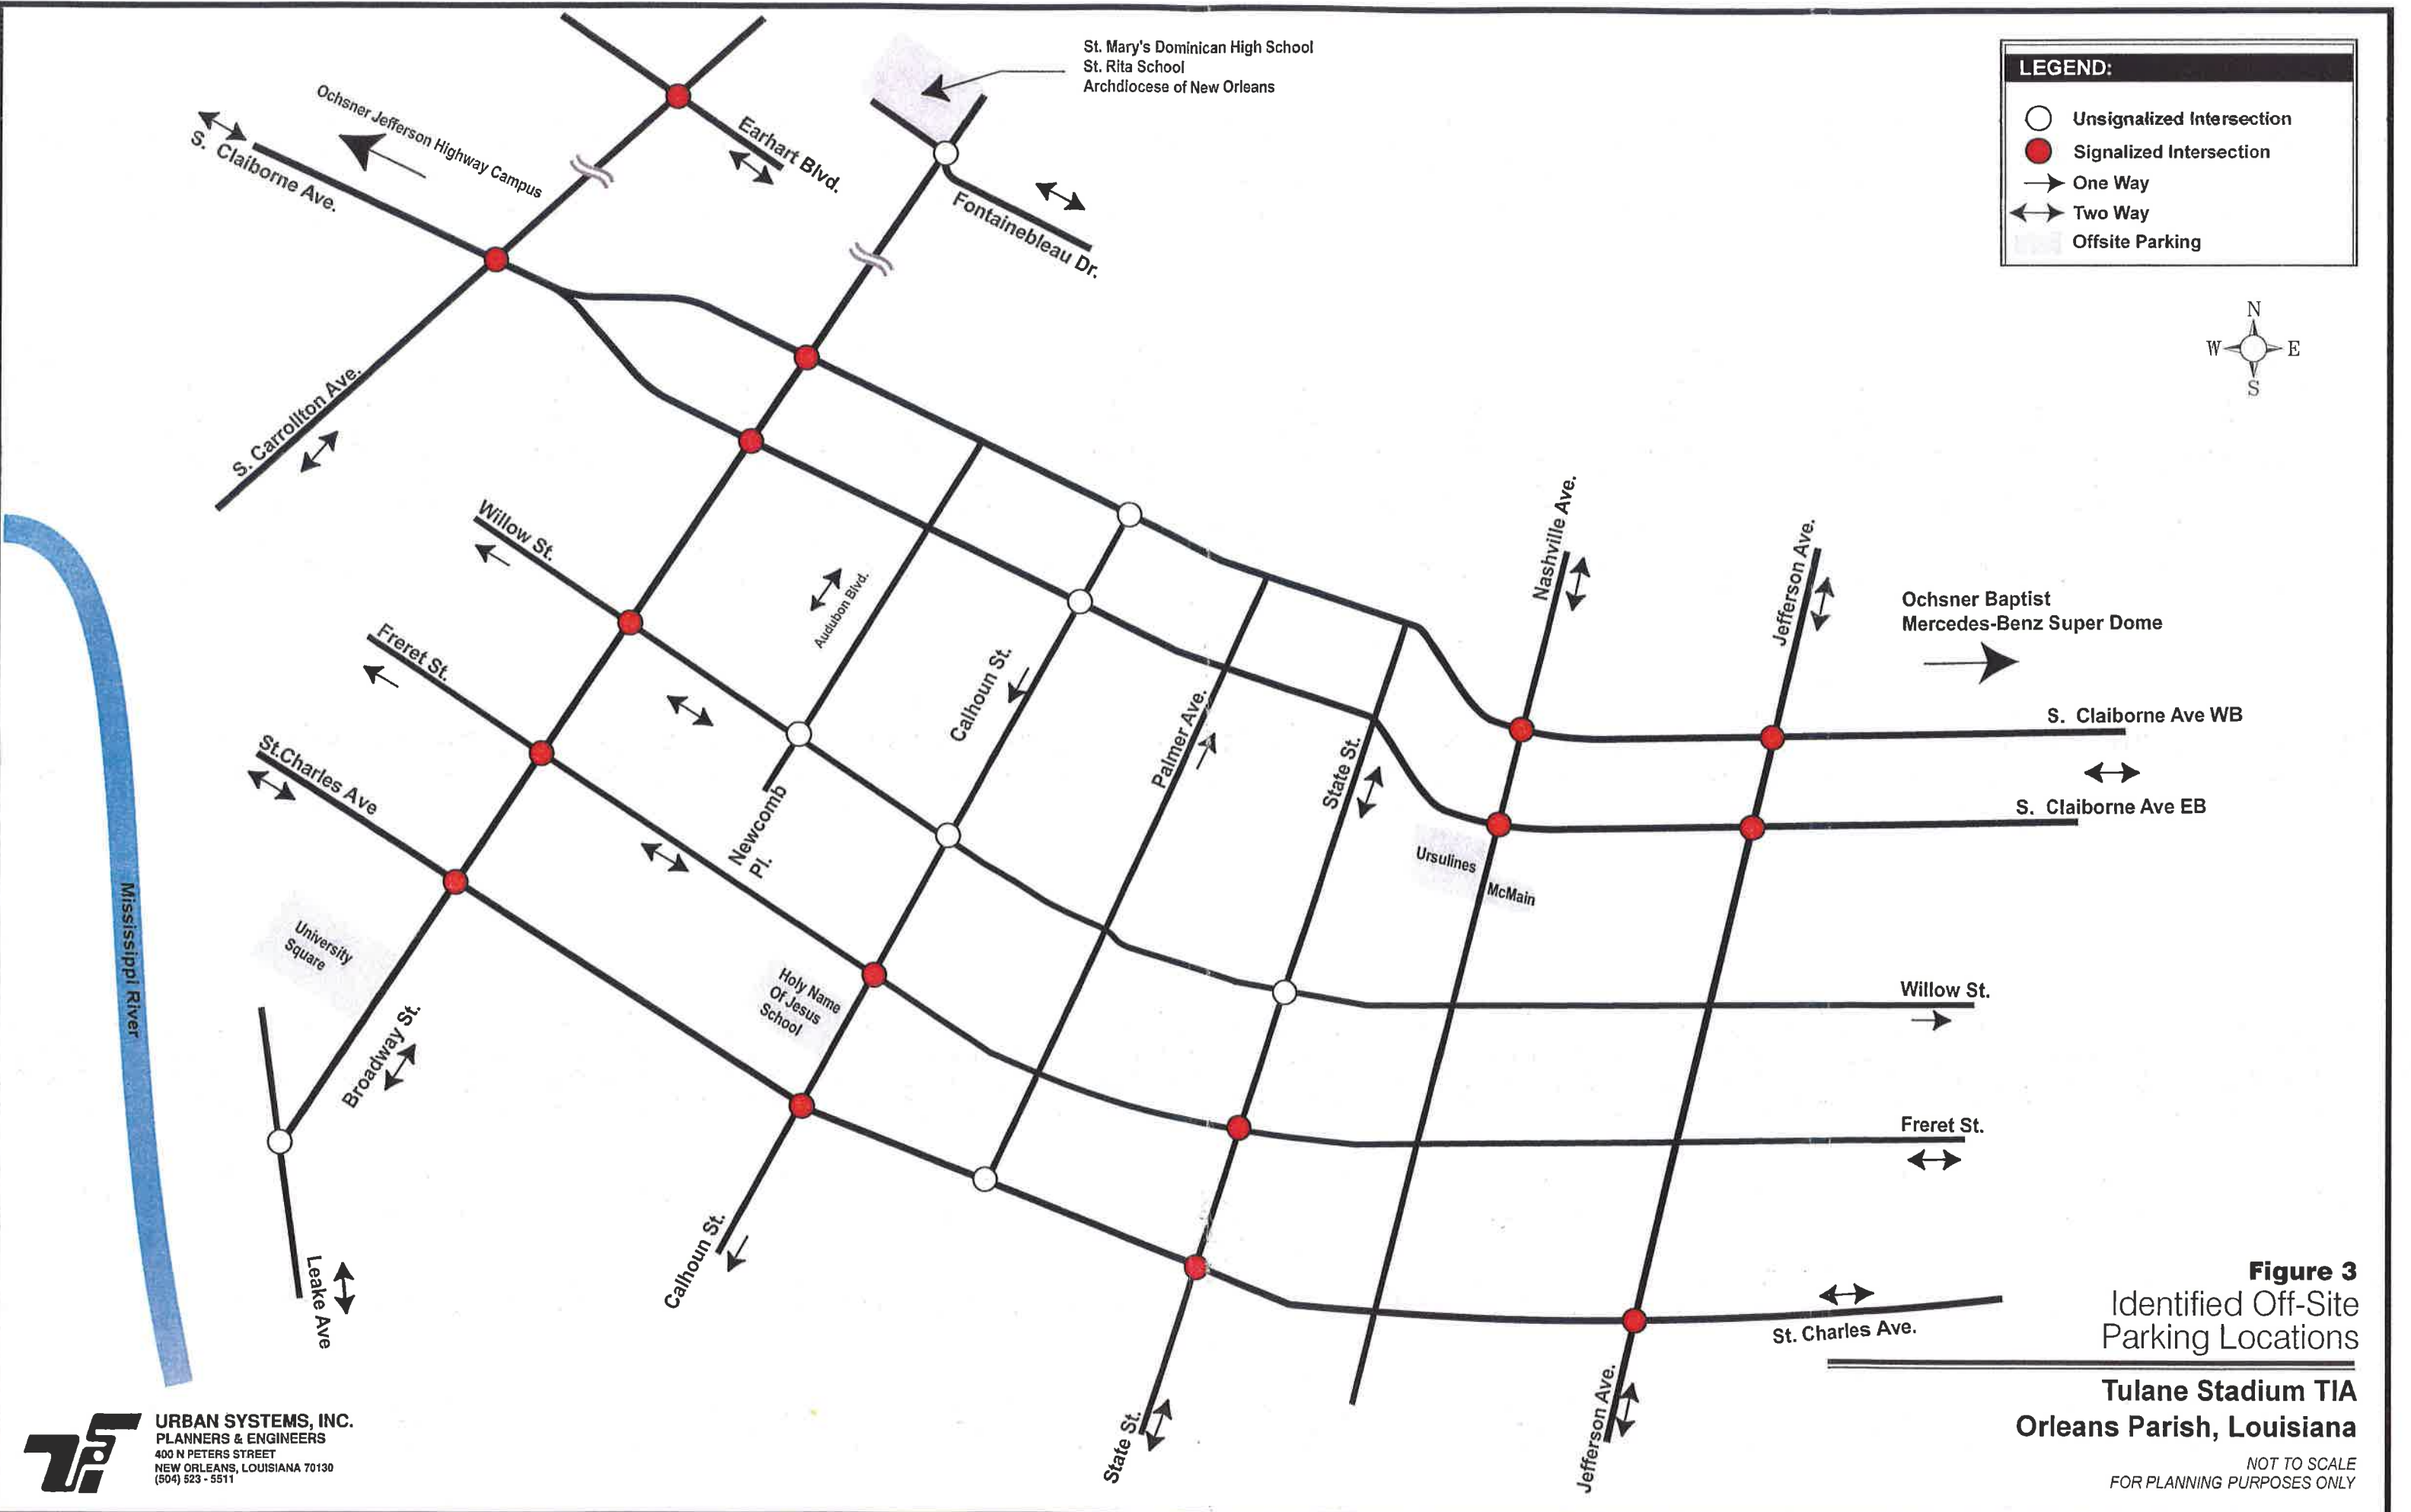 St. Mary's Dominican High School
St. Rita School
Archdiocese of New Orleans
LEGEND:
Unsignalized Intersection
Signalized Intersection
One Way
Two Way
Offsite Parking
N
W
E
S
Ochsner Jefferson Highway Campus
S. Claiborne Ave.
Earhart Blvd.
Fontainebleau Dr.
S. Carrollton Ave.
Willow St.
Freret St.
St.Charles Ave
Audubon Blvd.
Calhoun St.
Palmer Ave.
State St.
Nashville Ave.
Jefferson Ave.
Ochsner Baptist
Mercedes-Benz Super Dome
S. Claiborne Ave WB
S. Claiborne Ave EB
Newcomb
Pl.
Ursulines
McMain
Mississippi River
University
Square
Holy Name
Of Jesus
School
Broadway St.
Willow St.
Freret St.
Leake Ave
Calhoun St.
State St.
Jefferson Ave.
St. Charles Ave.
Figure 3
Identified Off-Site
Parking Locations
Tulane Stadium TIA
Orleans Parish, Louisiana
NOT TO SCALE
FOR PLANNING PURPOSES ONLY
URBAN SYSTEMS, INC.
PLANNERS & ENGINEERS
400 N PETERS STREET
NEW ORLEANS, LOUISIANA 70130
(504) 523 - 5511